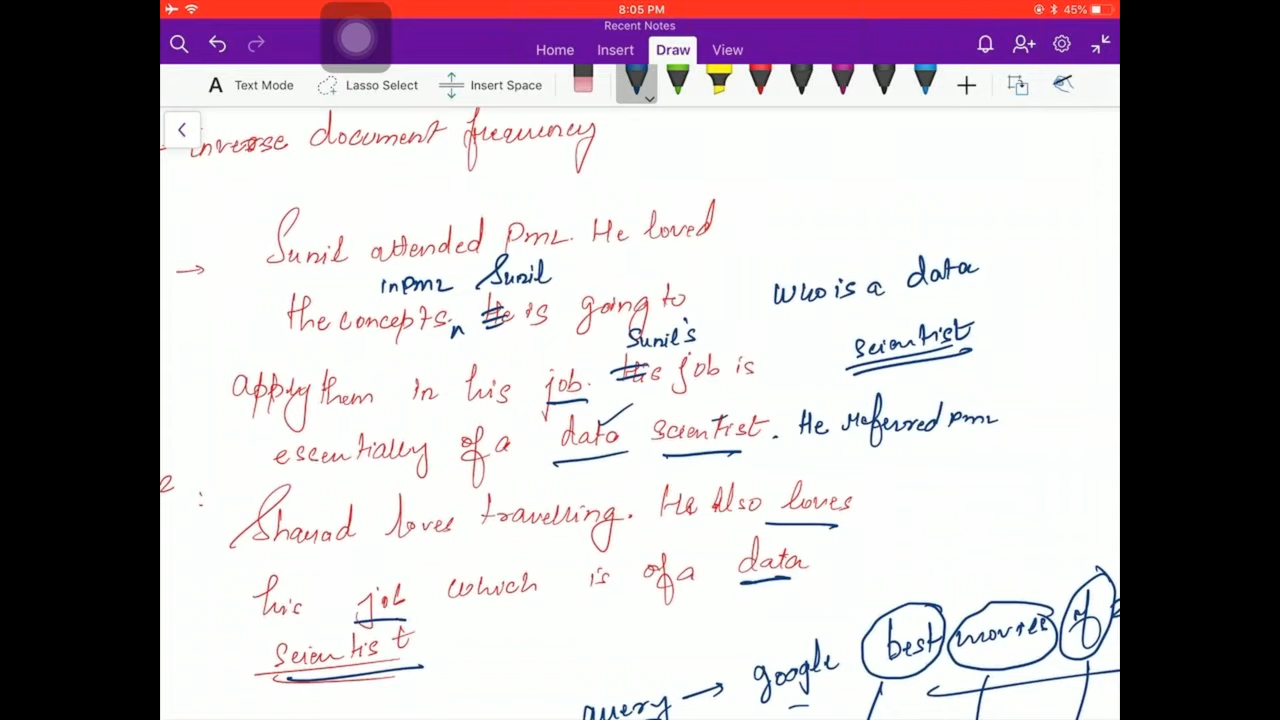 8:05 PM
45%
Recent Notes
Home Insert Draw View
A Text Mode Lasso Select Insert Space
inverse document frequency
Sunil attended PML. He loved
in PML Sunil
the concepts. He is going to
Sunil's
apply them in his job. His job is
essentially of a data scientist. He referred PML
Who is a data
scientist
2 :
Sharad loves travelling. He Also loves
his job which is of a data
scientist
query → google best movies of